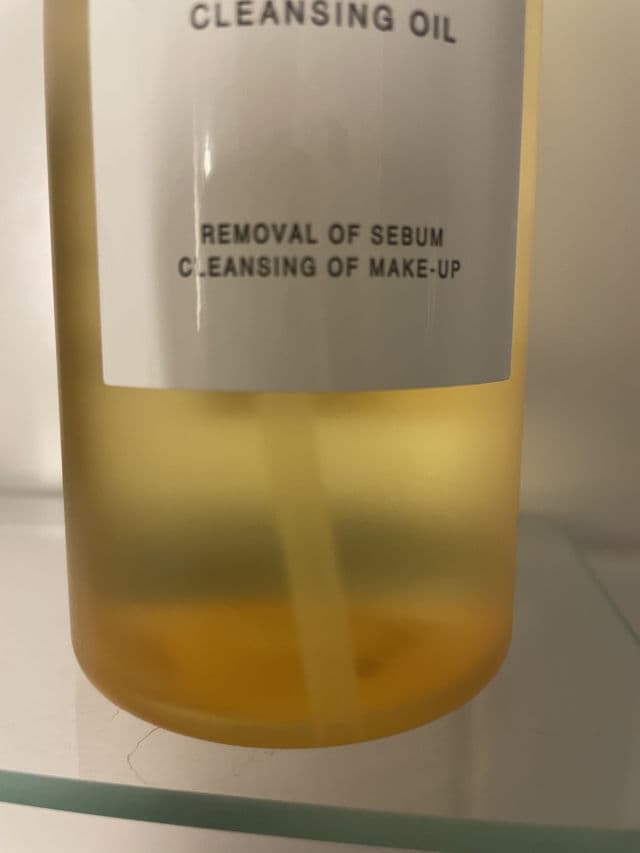 CLEANSING OIL
REMOVAL OF SEBUM
CLEANSING OF MAKE-UP